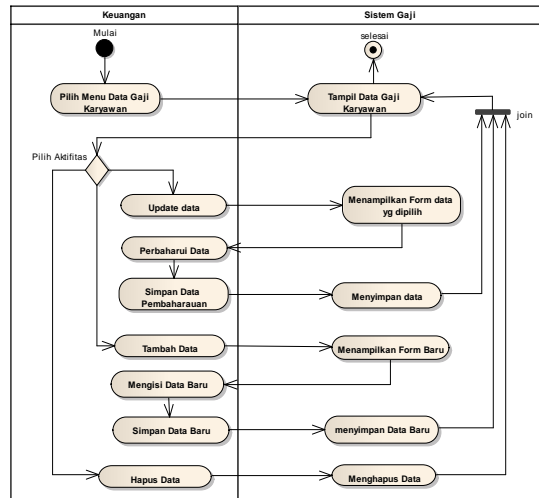 Keuangan
Sistem Gaji
Mulai
selesai
Pilih Menu Data Gaji
Karyawan
Tampil Data Gaji
Karyawan
join
Pilih Aktifitas
Update data
Menampilkan Form data
yg dipilih
Perbaharui Data
Simpan Data
Pembaharauan
Menyimpan data
Tambah Data
Menampilkan Form Baru
Mengisi Data Baru
Simpan Data Baru
menyimpan Data Baru
Hapus Data
Menghapus Data